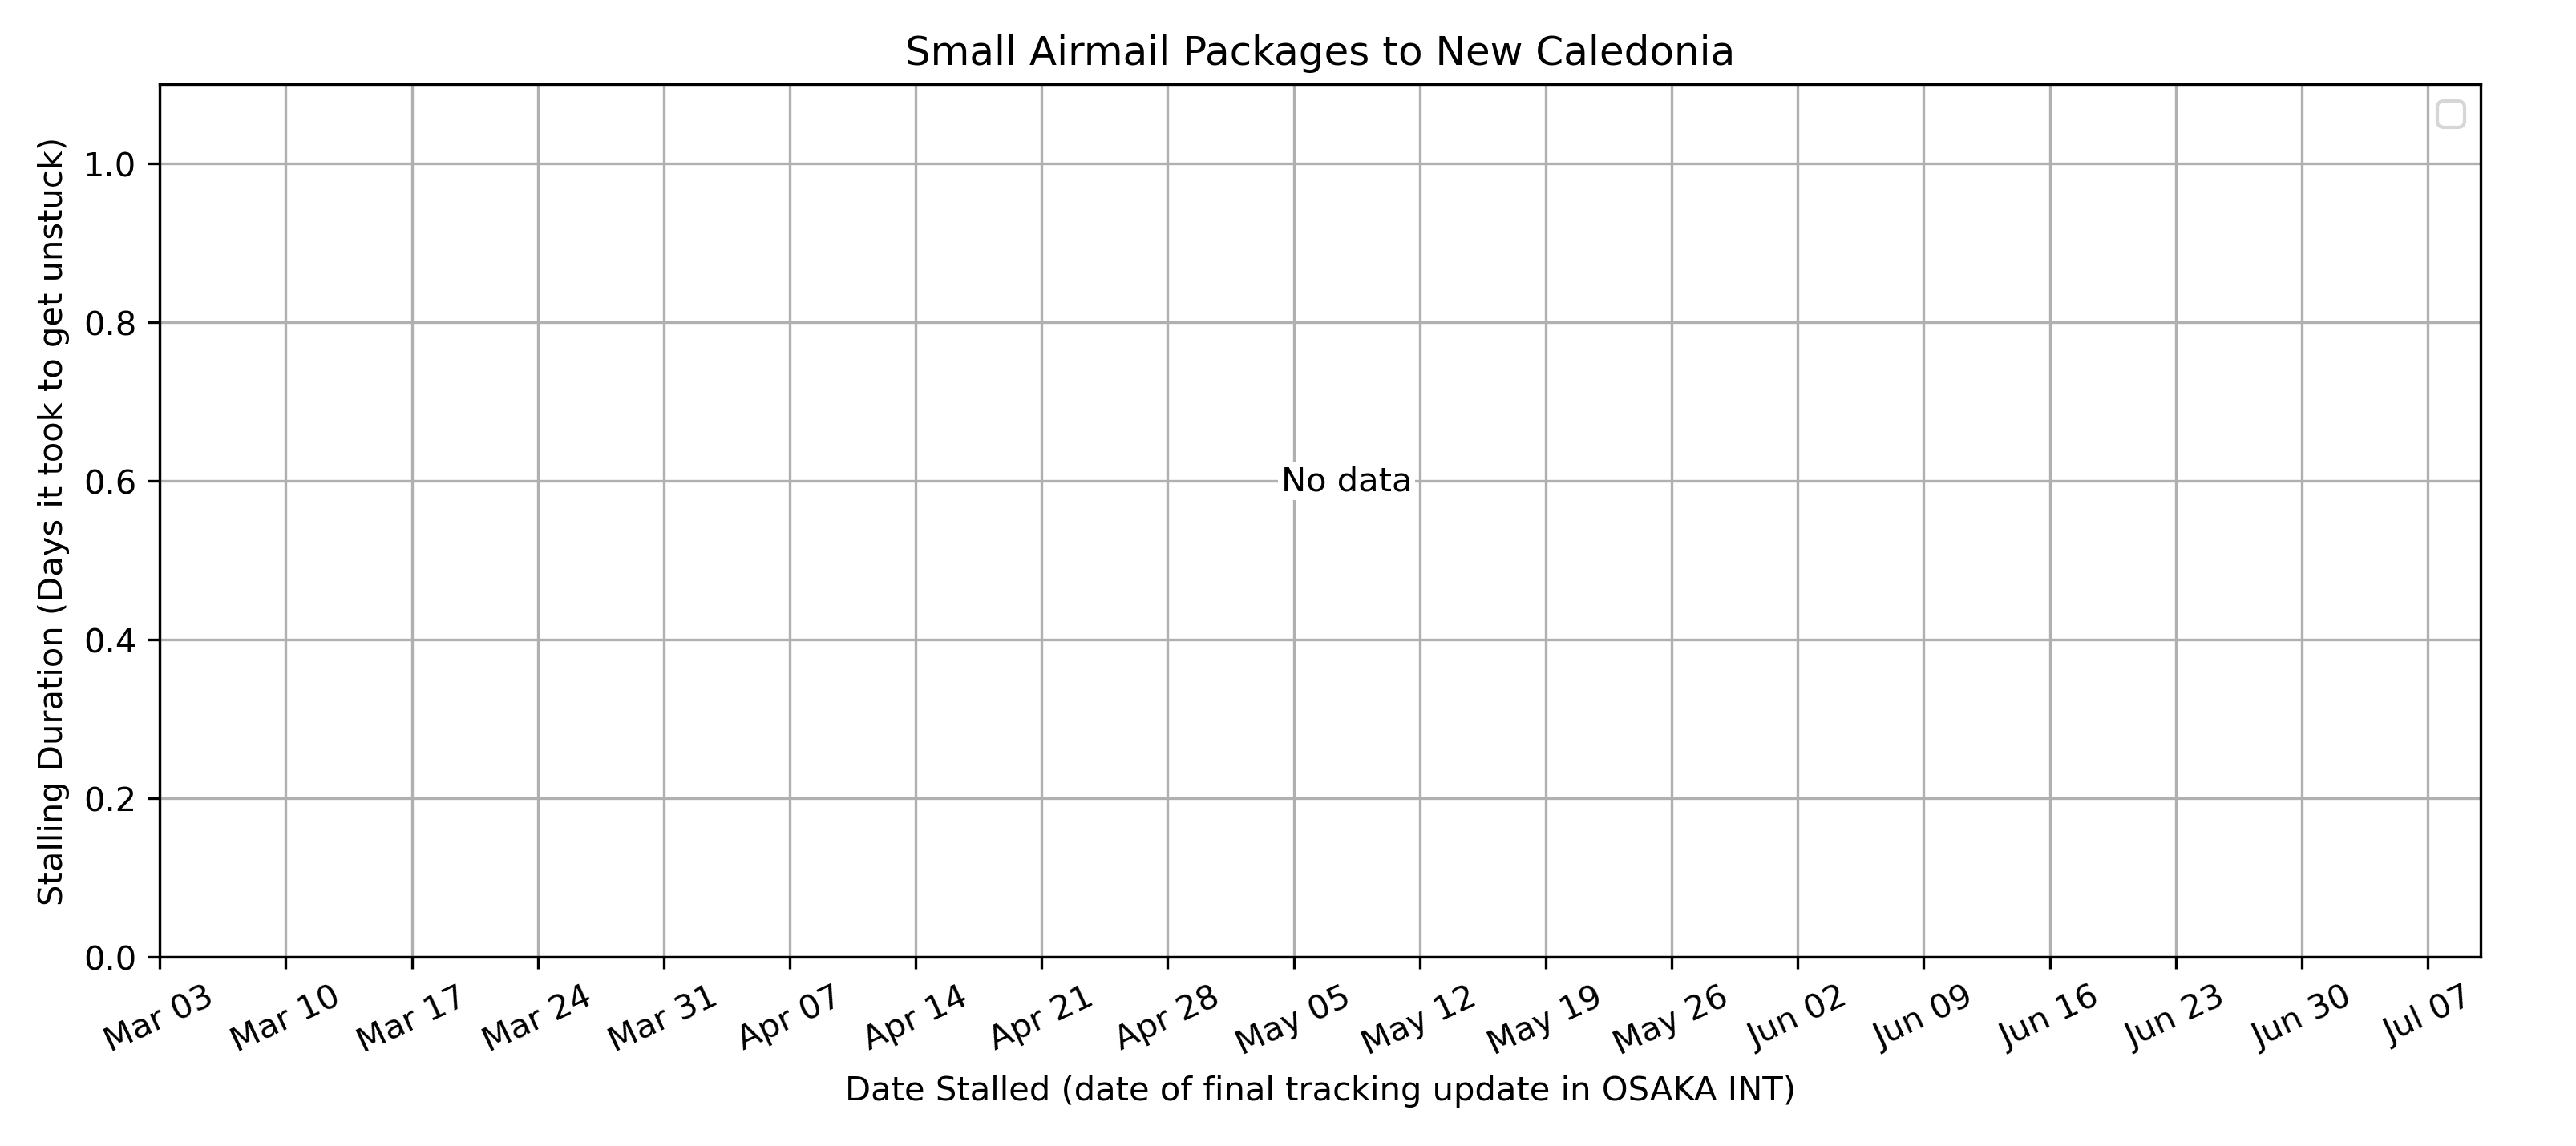 Small Airmail Packages to New Caledonia
Stalling Duration (Days it took to get unstuck)
1.0
0.8
0.6
0.4
0.2
0.0
No data
Mar 03 Mar 10 Mar 17 Mar 24 Mar 31 Apr 07 Apr 14 Apr 21 Apr 28 May 05 May 12 May 19 May 26 Jun 02 Jun 09 Jun 16 Jun 23 Jun 30 Jul 07
Date Stalled (date of final tracking update in OSAKA INT)